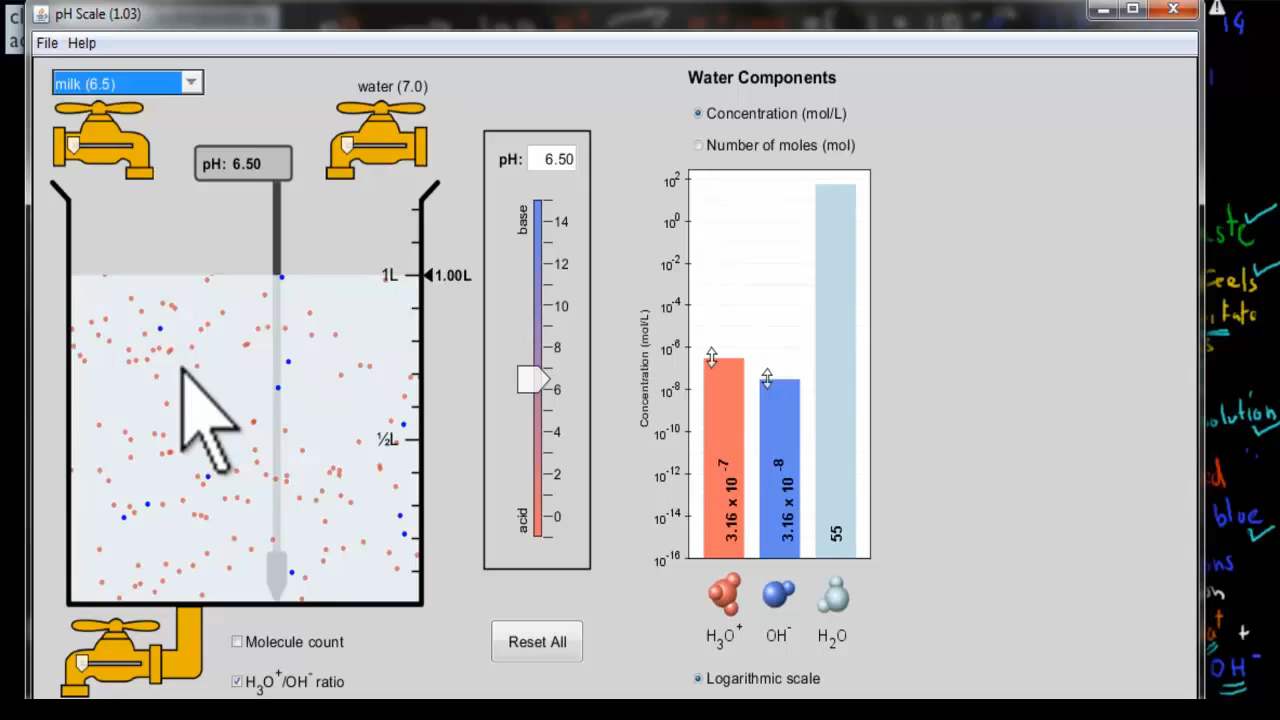 pH Scale (1.03)
File Help
milk (6.5)
water (7.0)
pH: 6.50
1L
1.00L
½L
Molecule count
H₃O⁺/OH⁻ ratio
pH: 6.50
base
14
12
10
8
6
4
2
0
acid
Reset All
Water Components
Concentration (mol/L)
Number of moles (mol)
Concentration (mol/L)
10²
10⁰
10⁻²
10⁻⁴
10⁻⁶
10⁻⁸
10⁻¹⁰
10⁻¹²
10⁻¹⁴
10⁻¹⁶
3.16 x 10⁻⁷
3.16 x 10⁻⁸
55
H₃O⁺
OH⁻
H₂O
Logarithmic scale
14
blue
OH⁻